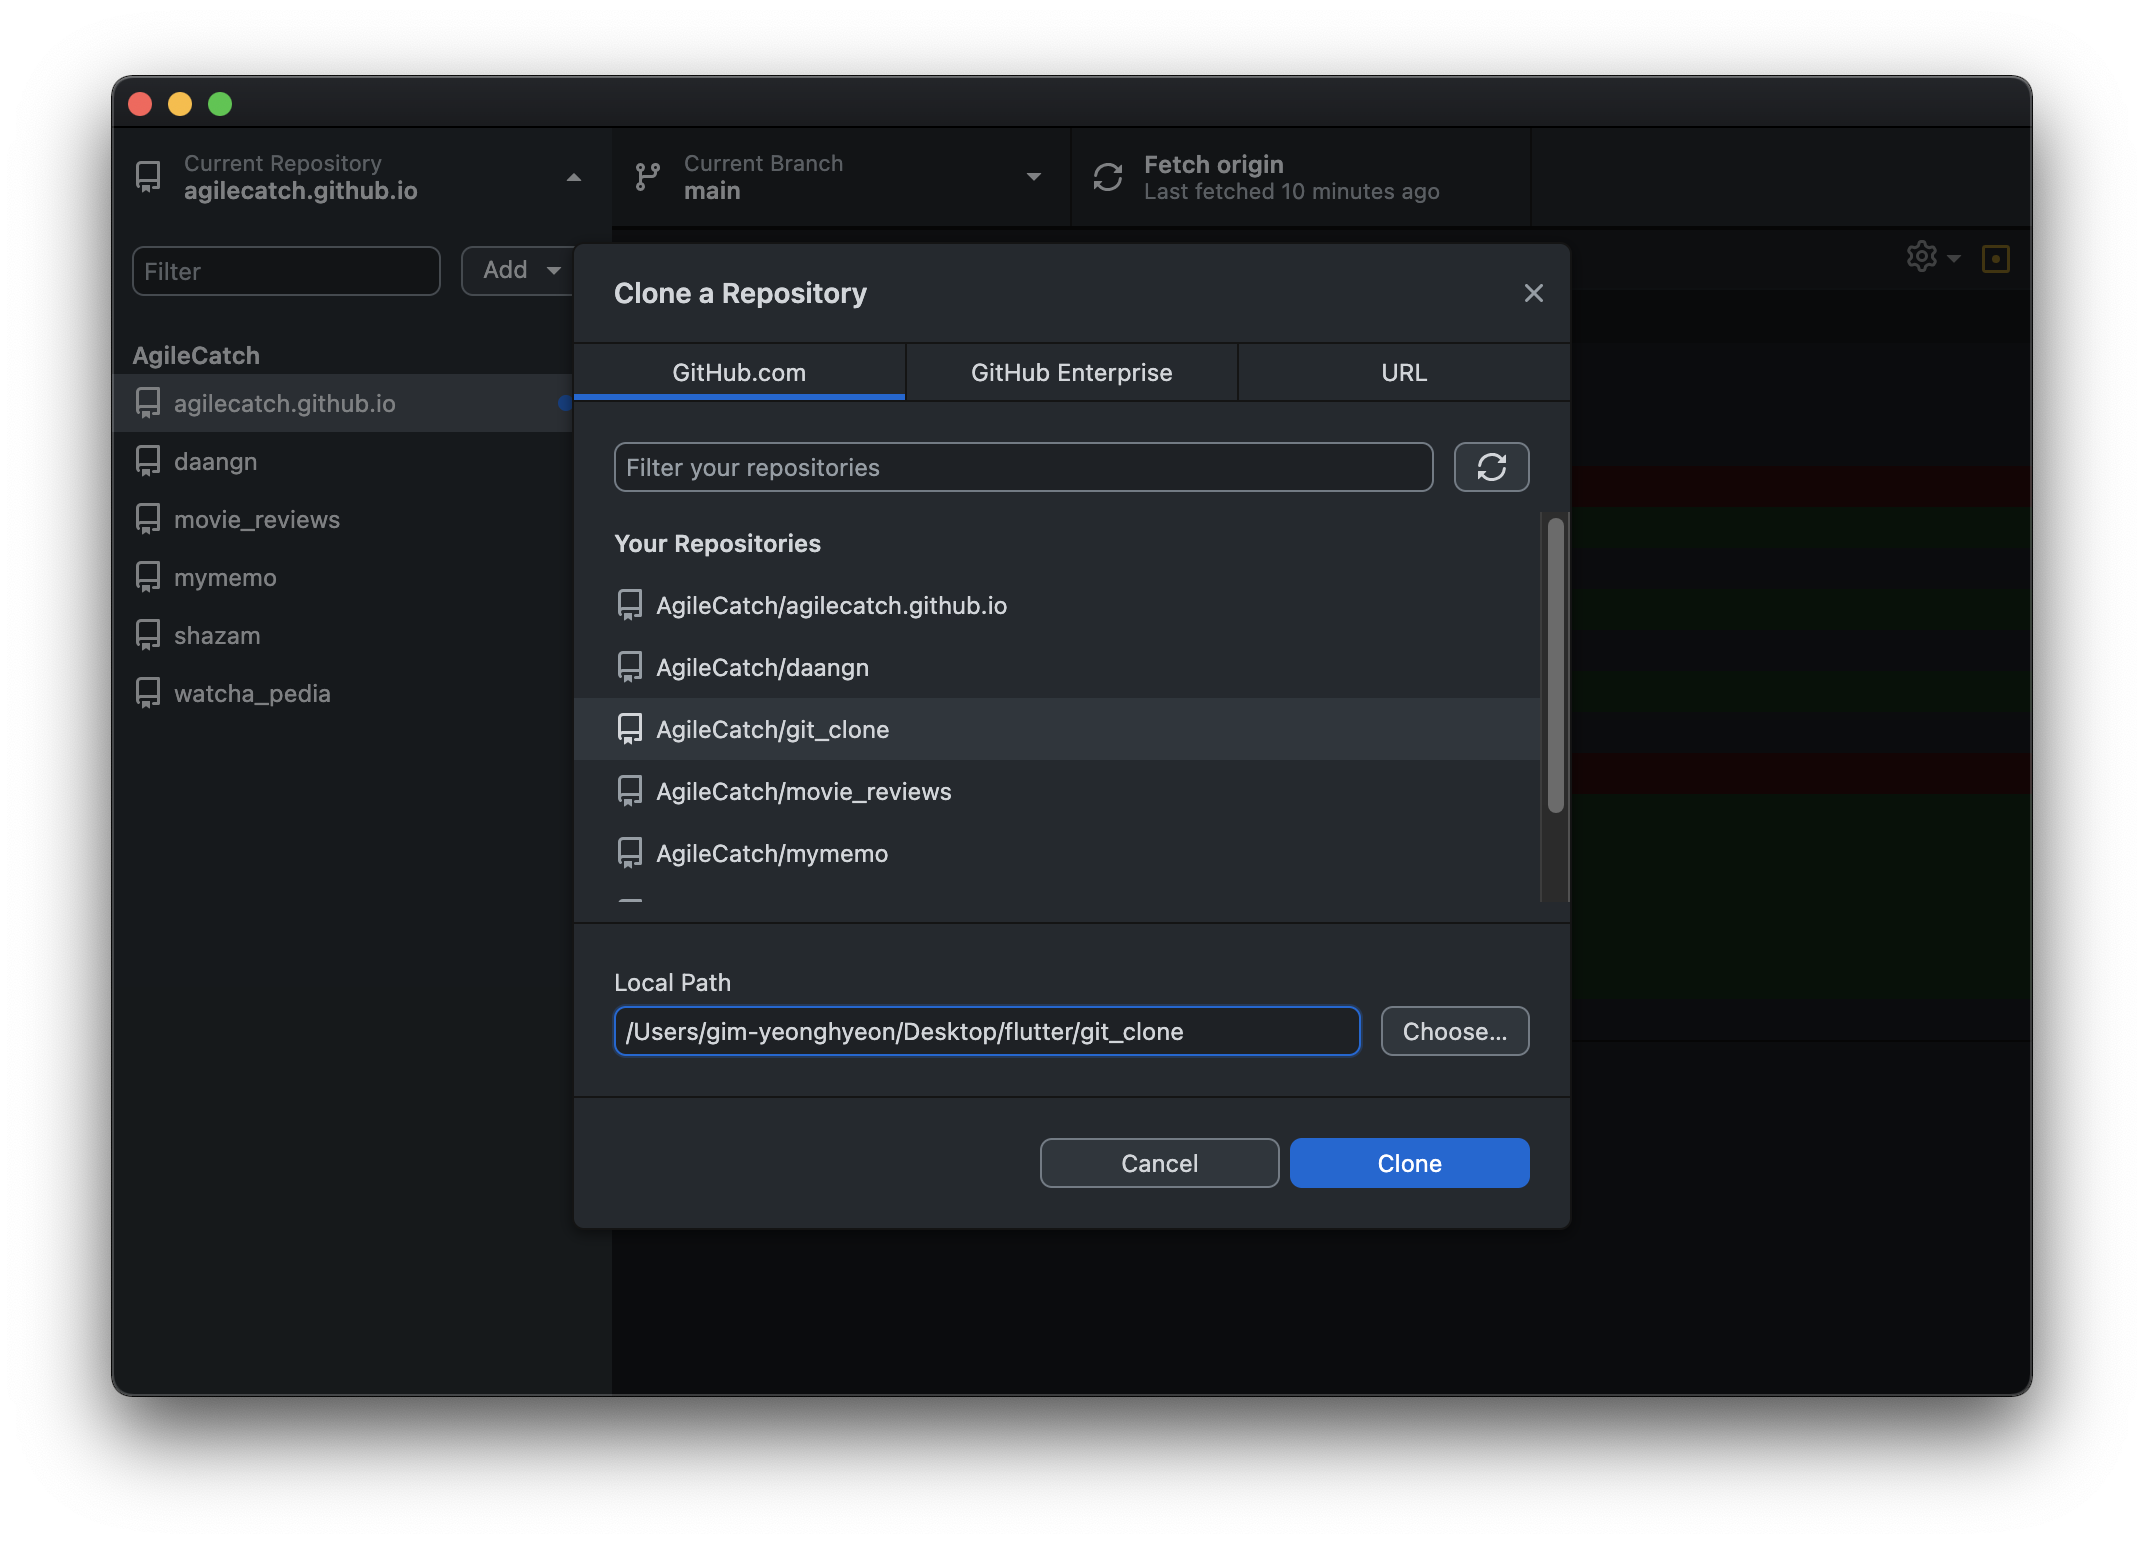 Current Repository
agilecatch.github.io
Current Branch
main
Fetch origin
Last fetched 10 minutes ago
Filter
Add
AgileCatch
agilecatch.github.io
daangn
movie_reviews
mymemo
shazam
watcha_pedia
Clone a Repository
GitHub.com
GitHub Enterprise
URL
Filter your repositories
Your Repositories
AgileCatch/agilecatch.github.io
AgileCatch/daangn
AgileCatch/git_clone
AgileCatch/movie_reviews
AgileCatch/mymemo
Local Path
/Users/gim-yeonghyeon/Desktop/flutter/git_clone
Choose...
Cancel
Clone